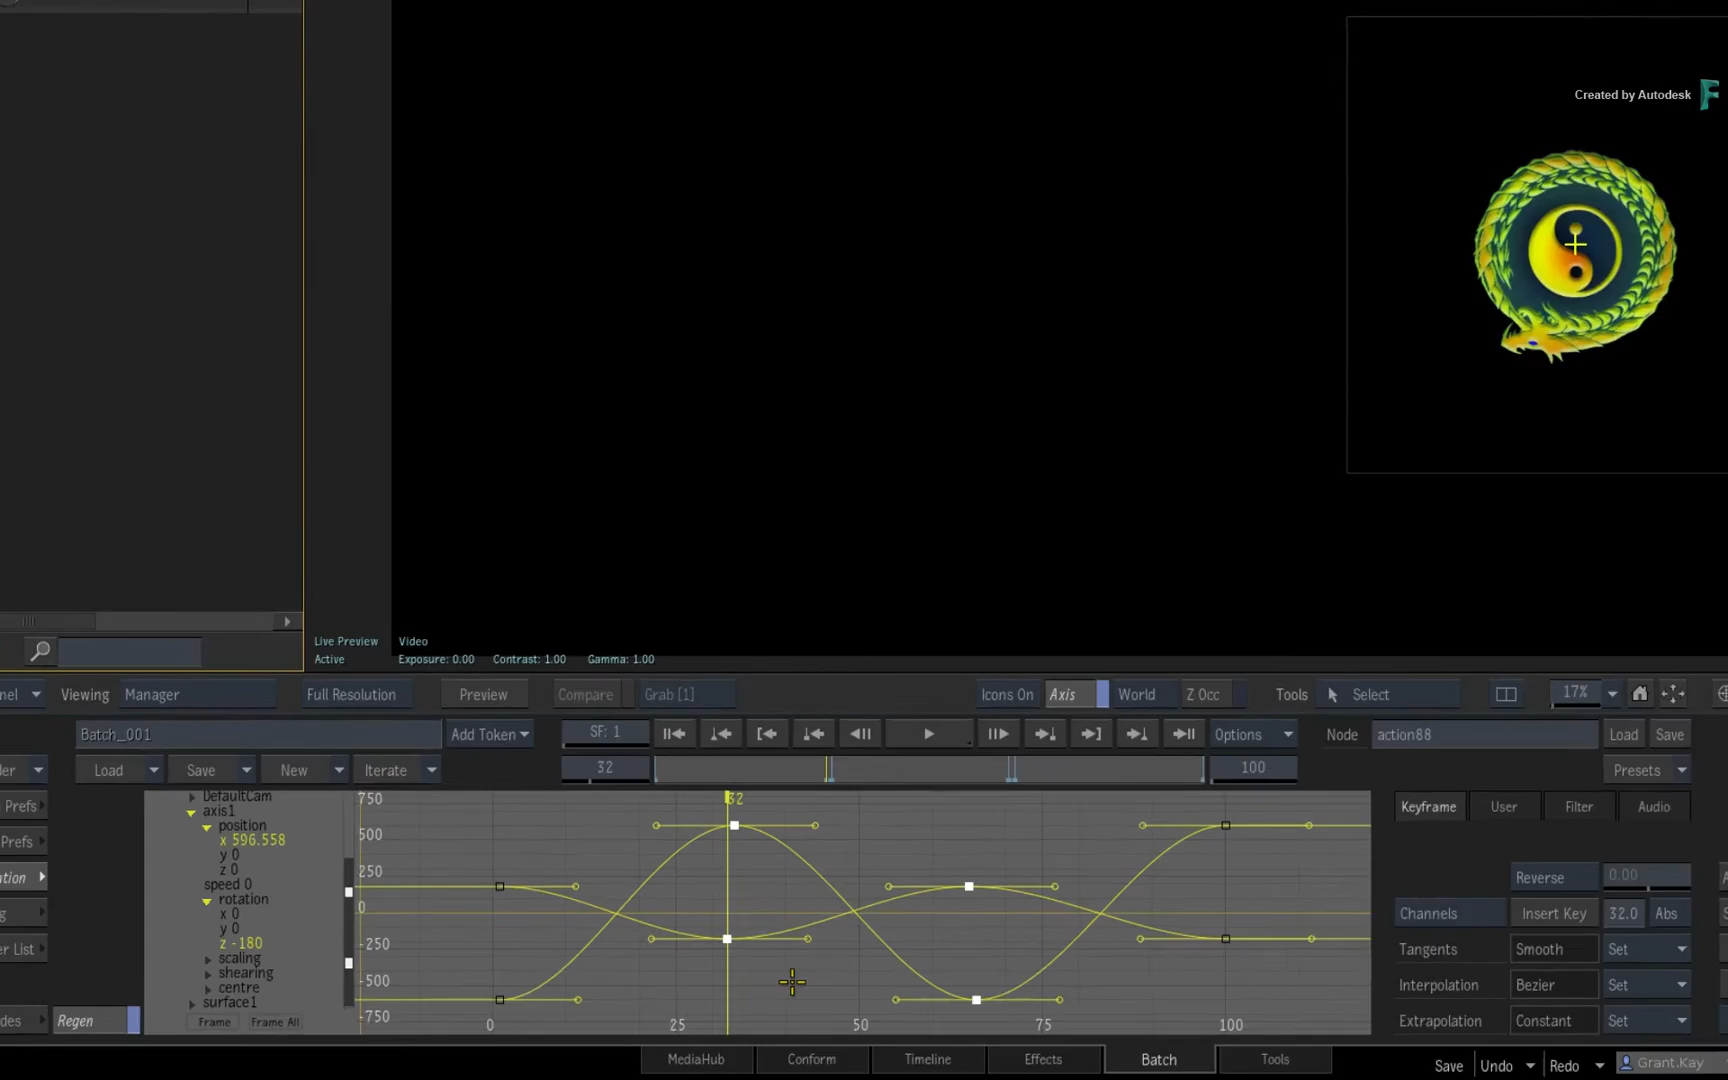 Created by Autodesk
Live Preview
Active
Video
Exposure: 0.00 Contrast: 1.00 Gamma: 1.00
nel Viewing Manager Full Resolution Preview Compare Grab [1] Icons On Axis World Z Occ Tools Select 17%
Batch_001 Add Token SF: 1 Options Node action88 Load Save
der Load Save New Iterate 32 100 Presets
Prefs
Prefs
ation
g
er List
des Regen
DefaultCam
axis1
position
x 596.558
y 0
z 0
speed 0
rotation
x 0
y 0
z -180
scaling
shearing
centre
surface1
Frame Frame All
750
500
250
0
-250
-500
-750
32
0 25 50 75 100
Keyframe User Filter Audio
Reverse 0.00
Channels Insert Key 32.0 Abs
Tangents Smooth Set
Interpolation Bezier Set
Extrapolation Constant Set
MediaHub Conform Timeline Effects Batch Tools
Save Undo Redo Grant.Kay